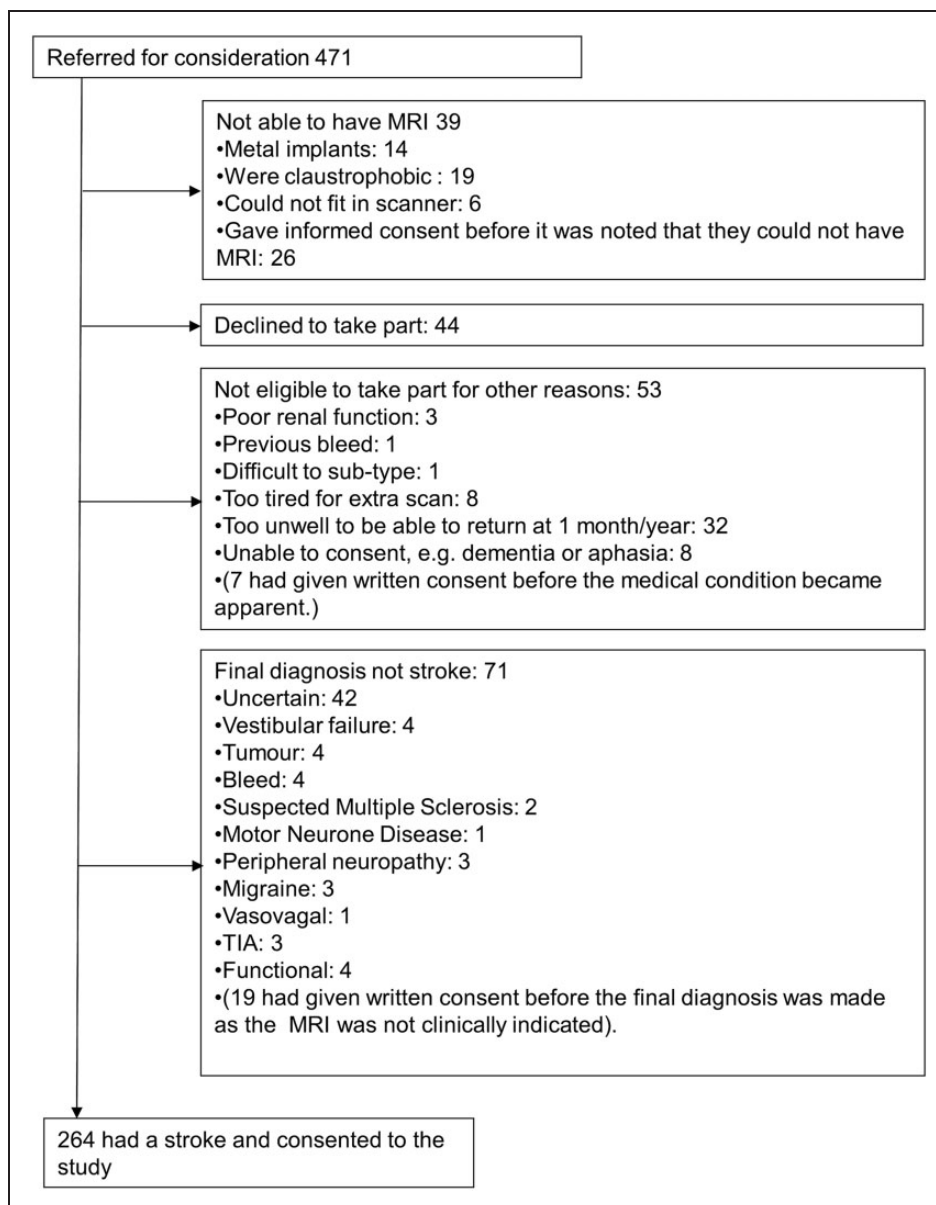 Referred for consideration 471
Not able to have MRI 39
•Metal implants: 14
•Were claustrophobic : 19
•Could not fit in scanner: 6
•Gave informed consent before it was noted that they could not have
MRI: 26
Declined to take part: 44
Not eligible to take part for other reasons: 53
•Poor renal function: 3
•Previous bleed: 1
•Difficult to sub-type: 1
•Too tired for extra scan: 8
•Too unwell to be able to return at 1 month/year: 32
•Unable to consent, e.g. dementia or aphasia: 8
•(7 had given written consent before the medical condition became
apparent.)
Final diagnosis not stroke: 71
•Uncertain: 42
•Vestibular failure: 4
•Tumour: 4
•Bleed: 4
•Suspected Multiple Sclerosis: 2
•Motor Neurone Disease: 1
•Peripheral neuropathy: 3
•Migraine: 3
•Vasovagal: 1
•TIA: 3
•Functional: 4
•(19 had given written consent before the final diagnosis was made
as the  MRI was not clinically indicated).
264 had a stroke and consented to the
study